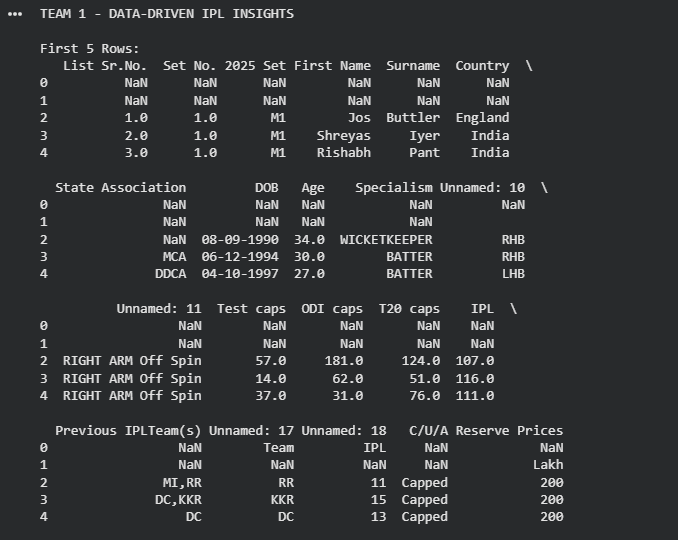 ••• TEAM 1 - DATA-DRIVEN IPL INSIGHTS
First 5 Rows:
List Sr.No. Set No. 2025 Set First Name Surname Country \
0 NaN NaN NaN NaN NaN NaN
1 NaN NaN NaN NaN NaN NaN
2 1.0 1.0 M1 Jos Buttler England
3 2.0 1.0 M1 Shreyas Iyer India
4 3.0 1.0 M1 Rishabh Pant India
State Association DOB Age Specialism Unnamed: 10 \
0 NaN NaN NaN NaN NaN
1 NaN NaN NaN NaN
2 NaN 08-09-1990 34.0 WICKETKEEPER RHB
3 MCA 06-12-1994 30.0 BATTER RHB
4 DDCA 04-10-1997 27.0 BATTER LHB
Unnamed: 11 Test caps ODI caps T20 caps IPL \
0 NaN NaN NaN NaN NaN
1 NaN NaN NaN NaN NaN
2 RIGHT ARM Off Spin 57.0 181.0 124.0 107.0
3 RIGHT ARM Off Spin 14.0 62.0 51.0 116.0
4 RIGHT ARM Off Spin 37.0 31.0 76.0 111.0
Previous IPLTeam(s) Unnamed: 17 Unnamed: 18 C/U/A Reserve Prices
0 NaN Team IPL NaN NaN
1 NaN NaN NaN NaN Lakh
2 MI,RR RR 11 Capped 200
3 DC,KKR KKR 15 Capped 200
4 DC DC 13 Capped 200